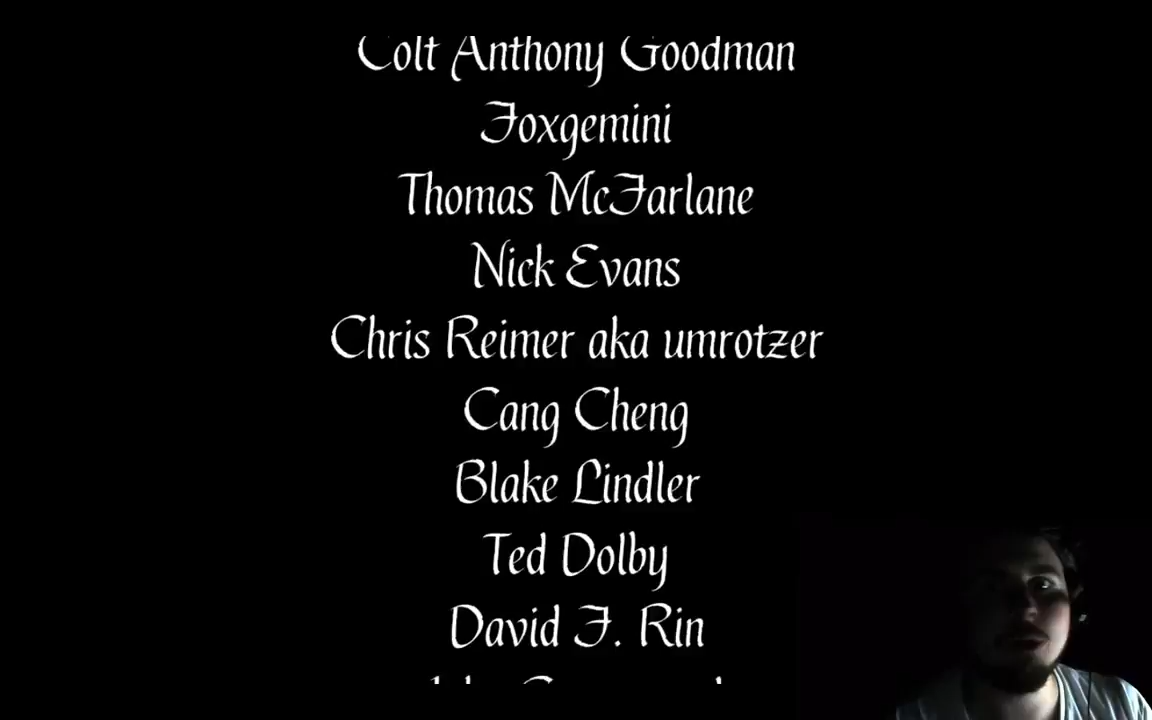 Colt Anthony Goodman
Foxgemini
Thomas McFarlane
Nick Evans
Chris Reimer aka umrotzer
Cang Cheng
Blake Lindler
Ted Dolby
David F. Rin